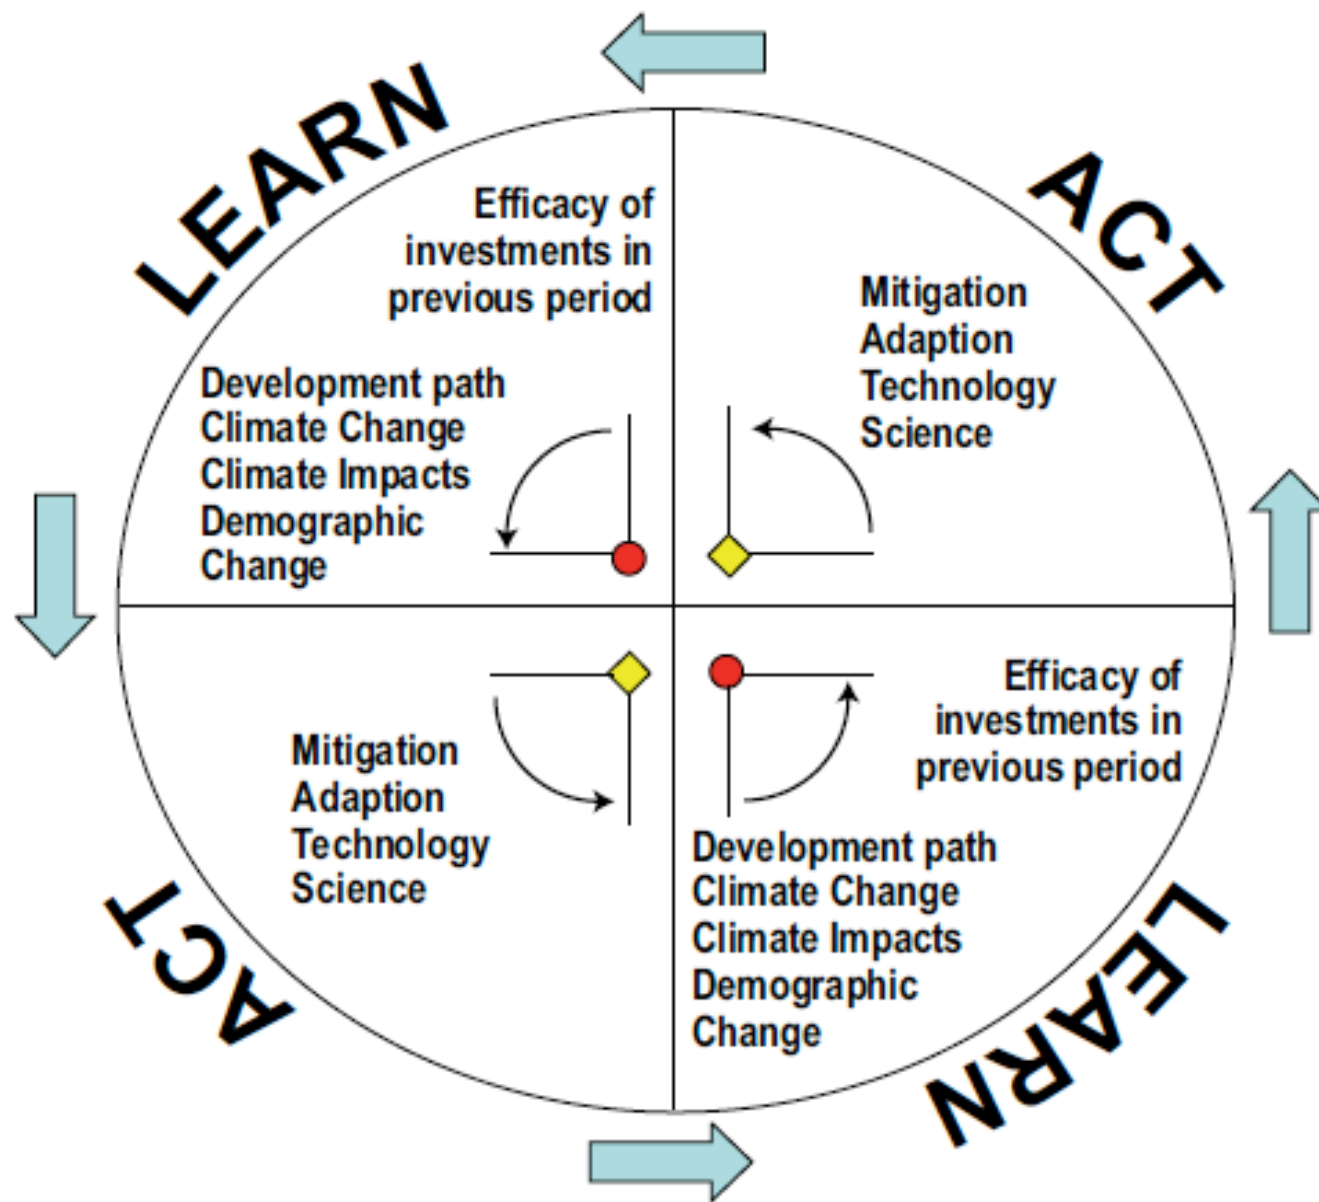 LEARN
Efficacy of
investments in
previous period
Development path
Climate Change
Climate Impacts
Demographic
Change
ACT
Mitigation
Adaption
Technology
Science
ACT
Mitigation
Adaption
Technology
Science
LEARN
Efficacy of
investments in
previous period
Development path
Climate Change
Climate Impacts
Demographic
Change